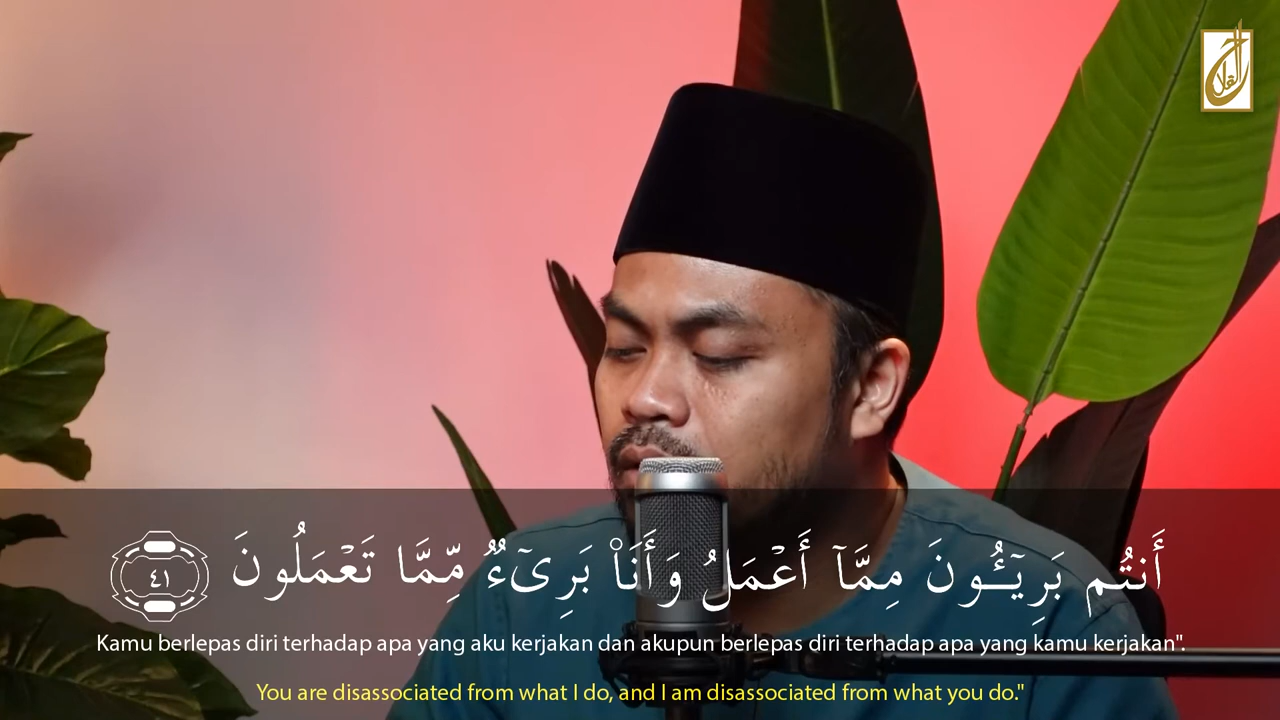 العلاج
أَنتُم بَرِيٓـُٔونَ مِمَّآ أَعْمَلُ وَأَنَا۠ بَرِىٓءٌ مِّمَّا تَعْمَلُونَ ٤١
Kamu berlepas diri terhadap apa yang aku kerjakan dan akupun berlepas diri terhadap apa yang kamu kerjakan".
You are disassociated from what I do, and I am disassociated from what you do."